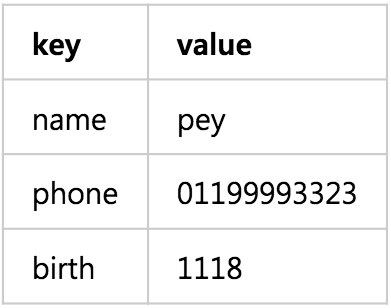 key value
name pey
phone 01199993323
birth 1118